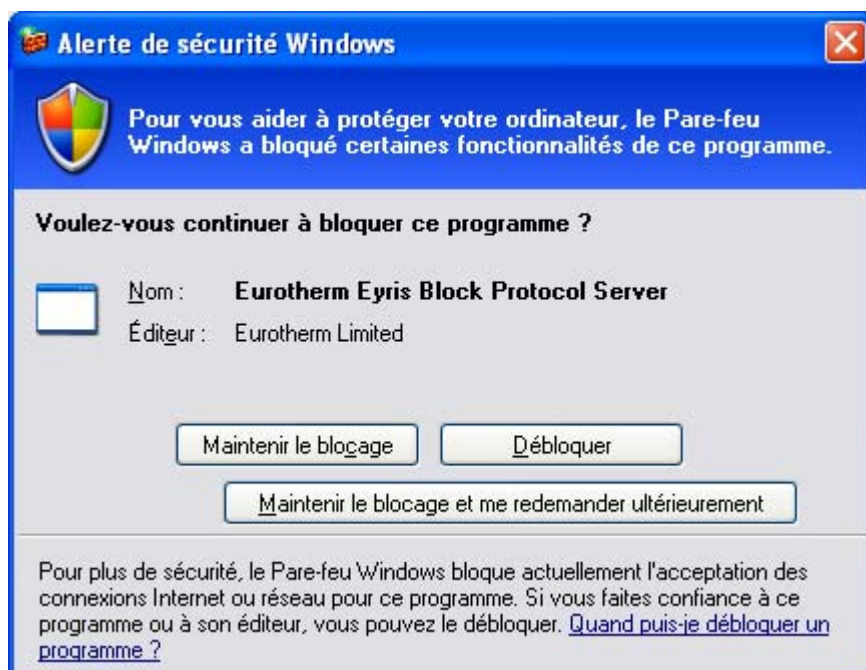 Alerte de sécurité Windows
Pour vous aider à protéger votre ordinateur, le Pare-feu
Windows a bloqué certaines fonctionnalités de ce programme.
Voulez-vous continuer à bloquer ce programme ?
Nom : Eurotherm Eyris Block Protocol Server
Éditeur : Eurotherm Limited
Maintenir le blocage Débloquer
Maintenir le blocage et me redemander ultérieurement
Pour plus de sécurité, le Pare-feu Windows bloque actuellement l'acceptation des
connexions Internet ou réseau pour ce programme. Si vous faites confiance à ce
programme ou à son éditeur, vous pouvez le débloquer. Quand puis-je débloquer un
programme ?